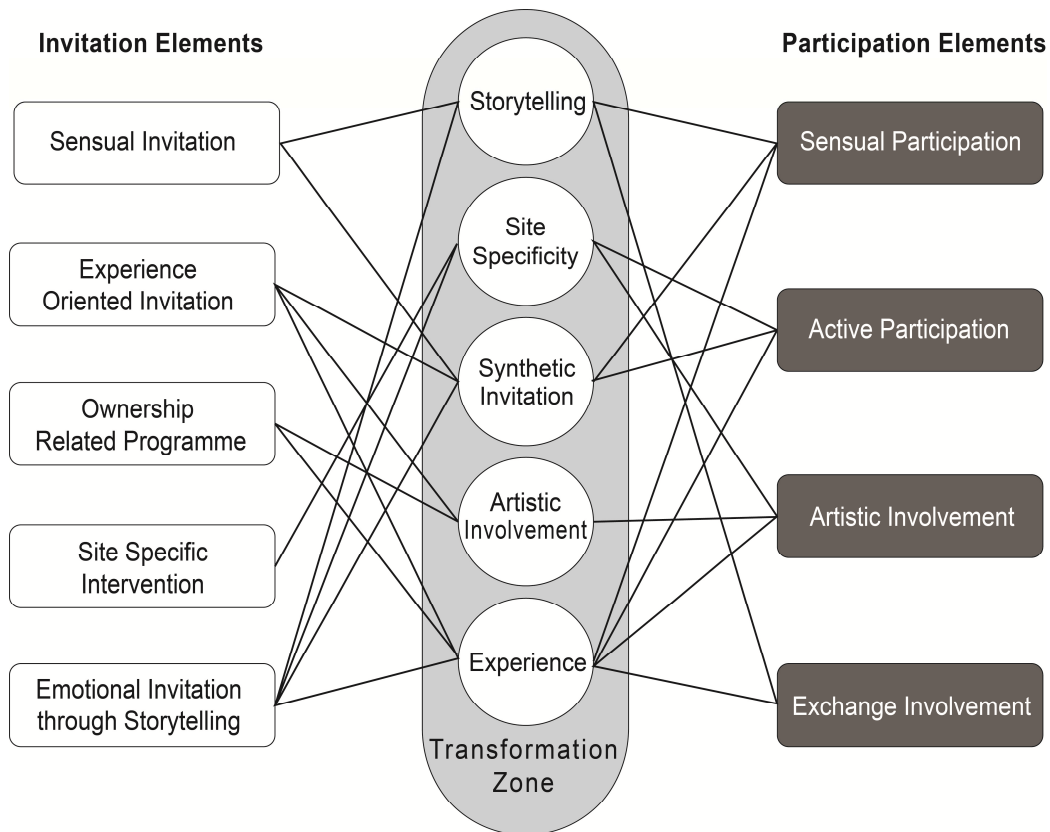 Invitation Elements
Participation Elements
Sensual Invitation
Experience
Oriented Invitation
Ownership
Related Programme
Site Specific
Intervention
Emotional Invitation
through Storytelling
Storytelling
Site
Specificity
Synthetic
Invitation
Artistic
Involvement
Experience
Transformation
Zone
Sensual Participation
Active Participation
Artistic Involvement
Exchange Involvement